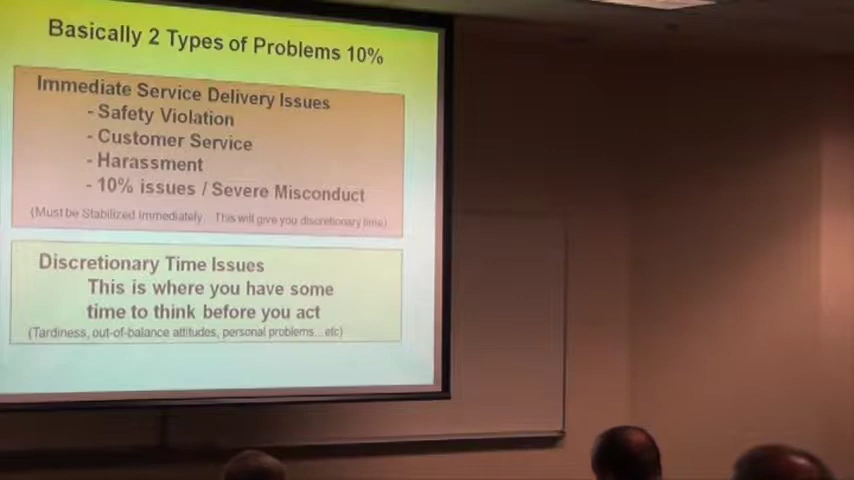 Basically 2 Types of Problems 10%
Immediate Service Delivery Issues
- Safety Violation
- Customer Service
- Harassment
- 10% issues / Severe Misconduct
(Must be Stabilized Immediately. This will give you discretionary time)
Discretionary Time Issues
This is where you have some
time to think before you act
(Tardiness, out-of-balance attitudes, personal problems... etc)